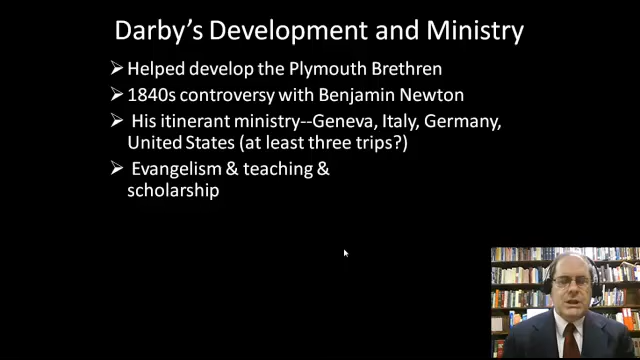 Darby's Development and Ministry
➢ Helped develop the Plymouth Brethren
➢ 1840s controversy with Benjamin Newton
➢ His itinerant ministry--Geneva, Italy, Germany,
United States (at least three trips?)
➢ Evangelism & teaching &
scholarship